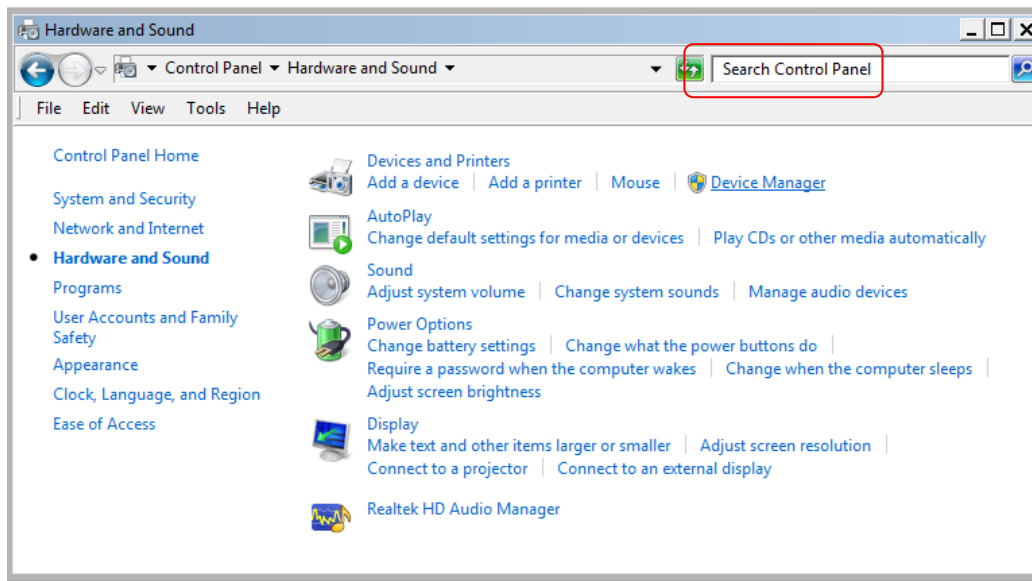 Hardware and Sound
Control Panel Hardware and Sound Search Control Panel
File Edit View Tools Help
Control Panel Home
System and Security
Network and Internet
Hardware and Sound
Programs
User Accounts and Family
Safety
Appearance
Clock, Language, and Region
Ease of Access
Devices and Printers
Add a device Add a printer Mouse Device Manager
AutoPlay
Change default settings for media or devices Play CDs or other media automatically
Sound
Adjust system volume Change system sounds Manage audio devices
Power Options
Change battery settings Change what the power buttons do
Require a password when the computer wakes Change when the computer sleeps
Adjust screen brightness
Display
Make text and other items larger or smaller Adjust screen resolution
Connect to a projector Connect to an external display
Realtek HD Audio Manager